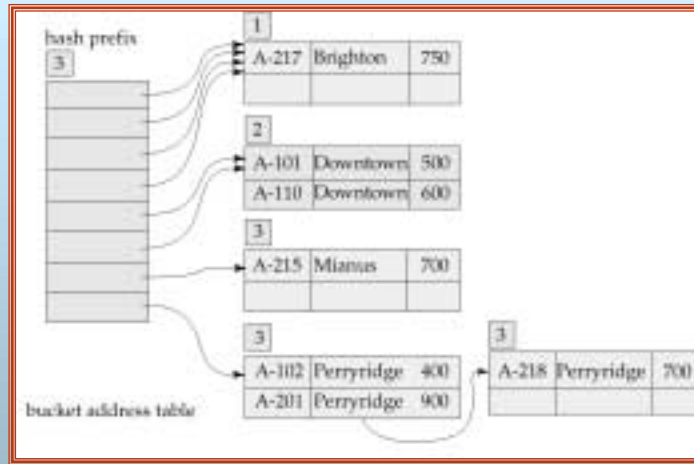 hash prefix
3
1
A-217 Brighton 750
2
A-101 Downtown 500
A-110 Downtown 600
3
A-215 Mianus 700
3
A-102 Perryridge 400
A-201 Perryridge 900
3
A-218 Perryridge 700
bucket address table